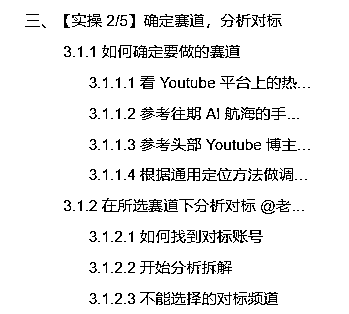 三、【实操 2/5】确定赛道，分析对标
3.1.1 如何确定要做的赛道
3.1.1.1 看 Youtube 平台上的热...
3.1.1.2 参考往期 AI 航海的手...
3.1.1.3 参考头部 Youtube 博主...
3.1.1.4 根据通用定位方法做调...
3.1.2 在所选赛道下分析对标 @老...
3.1.2.1 如何找到对标账号
3.1.2.2 开始分析拆解
3.1.2.3 不能选择的对标频道